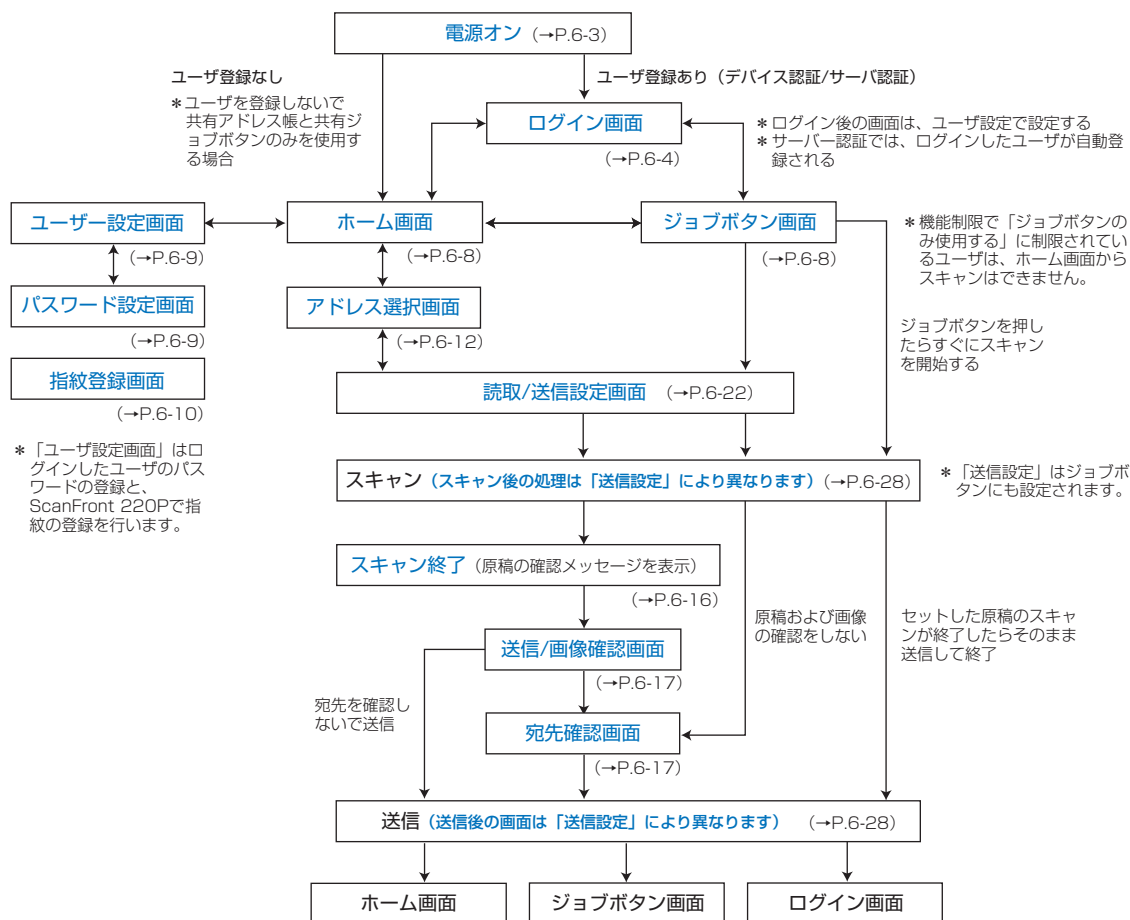 電源オン（→P.6-3）
ユーザ登録なし
＊ユーザを登録しないで
共有アドレス帳と共有ジ
ョブボタンのみを使用す
る場合
ユーザ登録あり（デバイス認証/サーバ認証）
ログイン画面
（→P.6-4）
＊ログイン後の画面は、ユーザ設定で設定する
＊サーバー認証では、ログインしたユーザが自動登
録される
ユーザー設定画面
（→P.6-9）
ホーム画面
（→P.6-8）
ジョブボタン画面
（→P.6-8）
＊機能制限で「ジョブボタンの
み使用する」に制限されてい
るユーザは、ホーム画面から
スキャンはできません。
パスワード設定画面
（→P.6-9）
アドレス選択画面
（→P.6-12）
ジョブボタンを押し
たらすぐにスキャン
を開始する
指紋登録画面
（→P.6-10）
読取/送信設定画面（→P.6-22）
＊「ユーザ設定画面」はロ
グインしたユーザのパス
ワードの登録と、
ScanFront 220Pで指
紋の登録を行います。
スキャン（スキャン後の処理は「送信設定」により異なります）（→P.6-28）
＊「送信設定」はジョブボ
タンにも設定されます。
スキャン終了（原稿の確認メッセージを表示）
（→P.6-16）
原稿および画像
の確認をしない
セットした原稿のスキャ
ンが終了したらそのまま
送信して終了
送信/画像確認画面
（→P.6-17）
宛先を確認し
ないで送信
宛先確認画面
（→P.6-17）
送信（送信後の画面は「送信設定」により異なります）（→P.6-28）
ホーム画面
ジョブボタン画面
ログイン画面